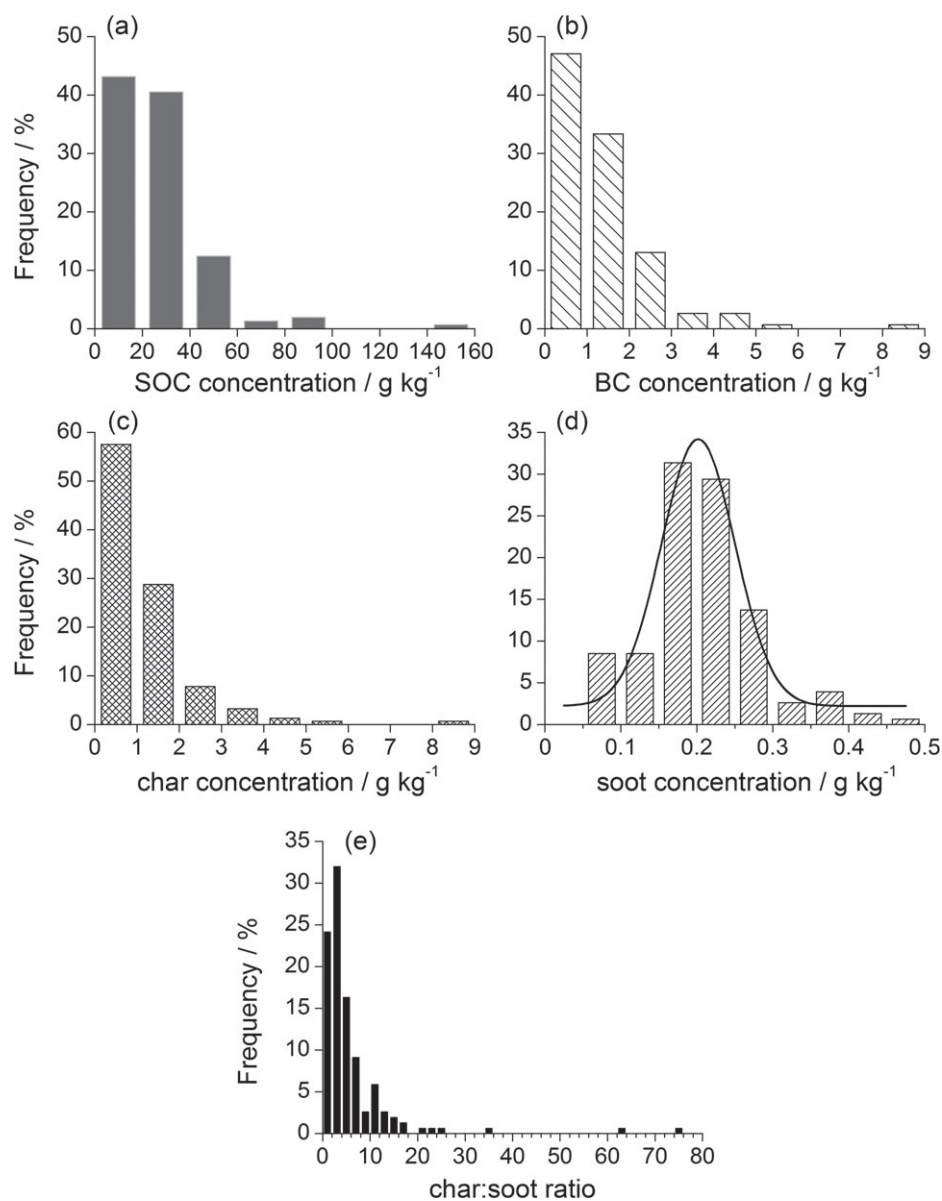 (a)
50
40
30
20
10
0
Frequency / %
0 20 40 60 80 100 120 140 160
SOC concentration / g kg⁻¹
(b)
50
40
30
20
10
0
0 1 2 3 4 5 6 7 8 9
BC concentration / g kg⁻¹
(c)
60
50
40
30
20
10
0
Frequency / %
0 1 2 3 4 5 6 7 8 9
char concentration / g kg⁻¹
(d)
35
30
25
20
15
10
5
0
0 0.1 0.2 0.3 0.4 0.5
soot concentration / g kg⁻¹
(e)
35
30
25
20
15
10
5
0
Frequency / %
0 10 20 30 40 50 60 70 80
char:soot ratio